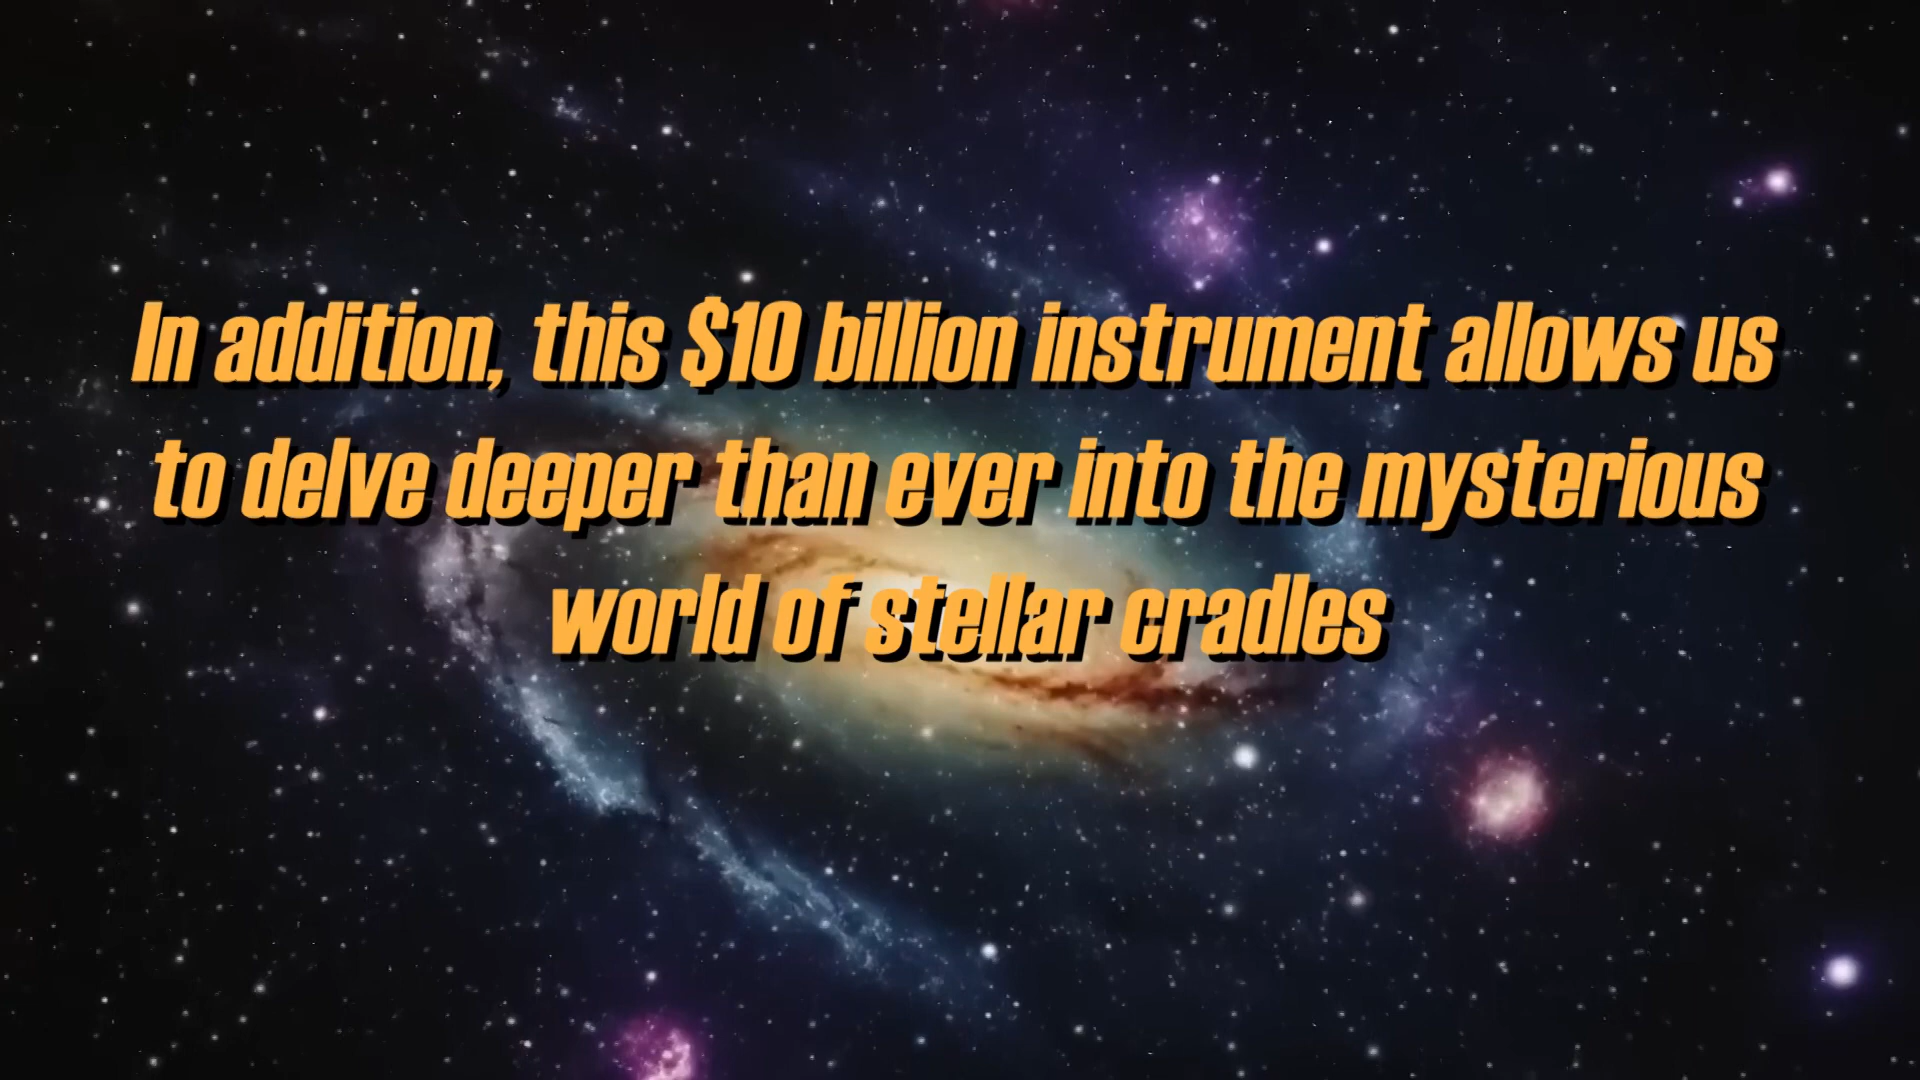 In addition, this $10 billion instrument allows us
to delve deeper than ever into the mysterious
world of stellar cradles